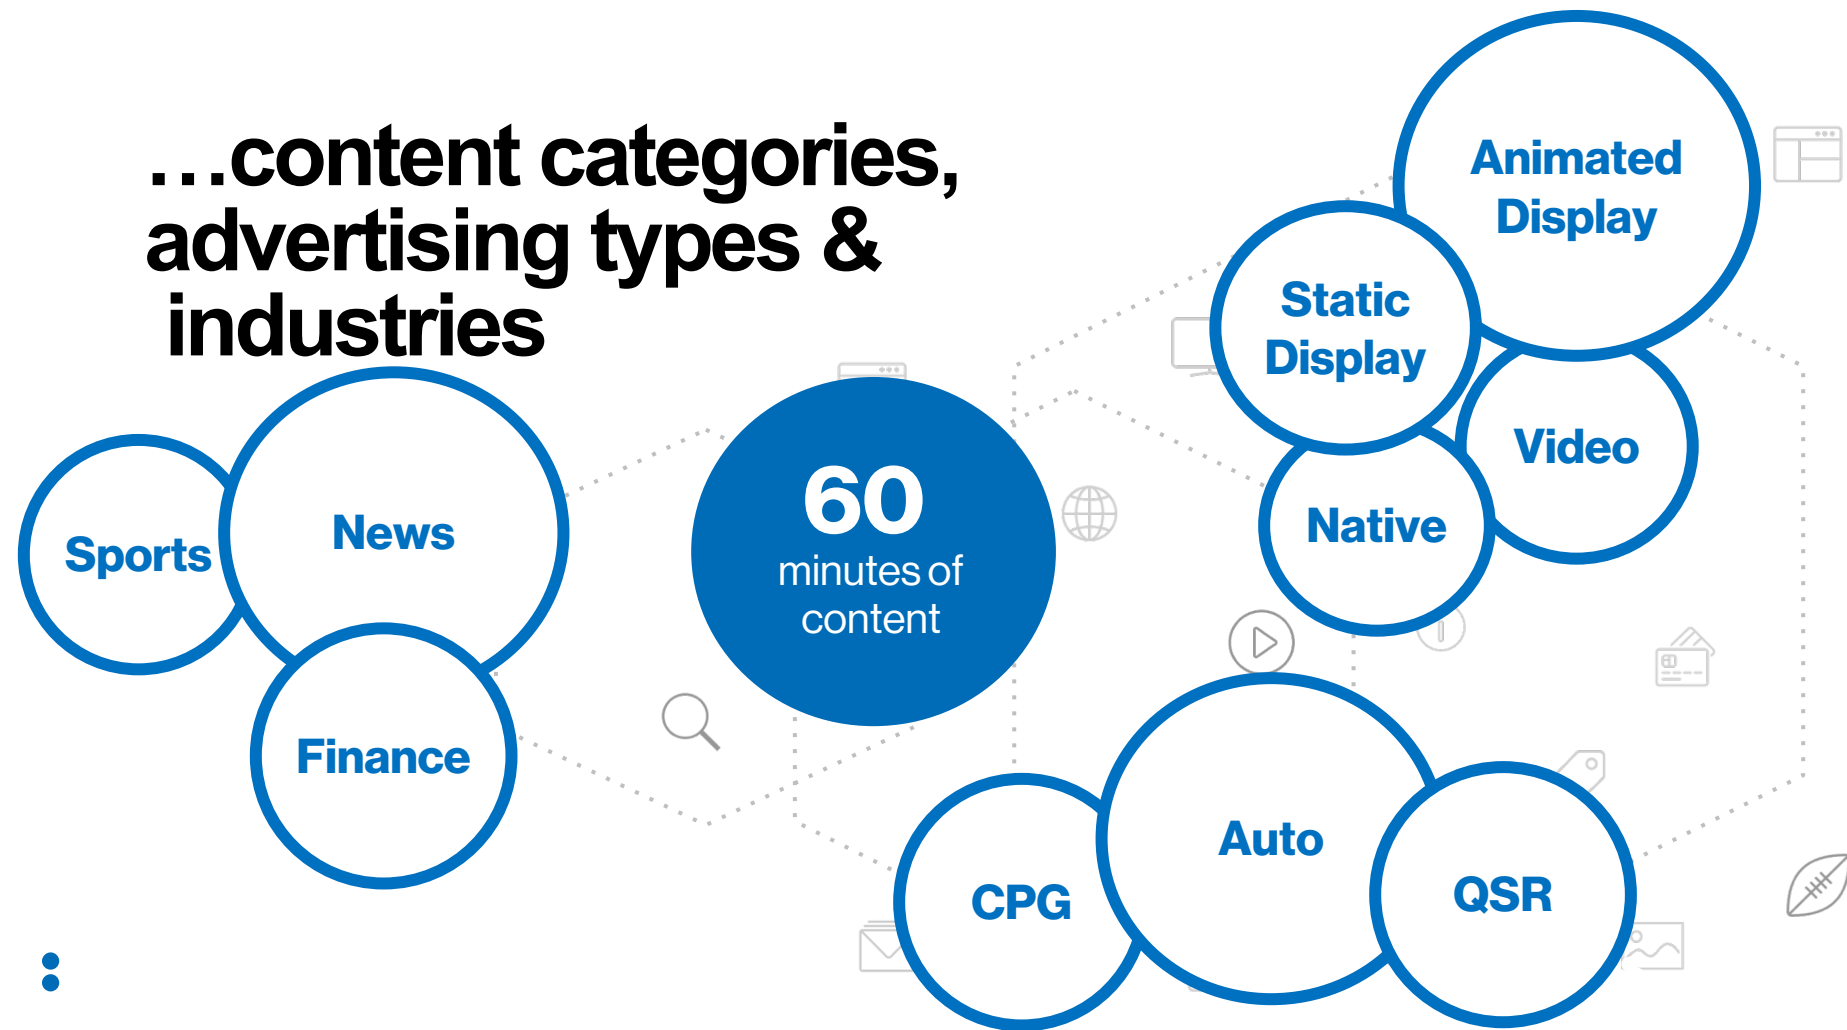 …content categories,
advertising types &
industries
Sports
News
Finance
60
minutes of
content
Animated
Display
Static
Display
Video
Native
CPG
Auto
QSR